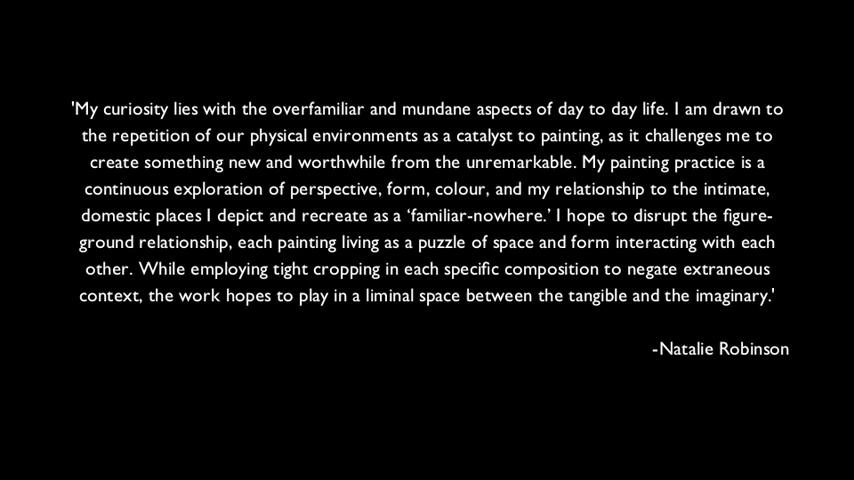 'My curiosity lies with the overfamiliar and mundane aspects of day to day life. I am drawn to
the repetition of our physical environments as a catalyst to painting, as it challenges me to
create something new and worthwhile from the unremarkable. My painting practice is a
continuous exploration of perspective, form, colour, and my relationship to the intimate,
domestic places I depict and recreate as a ‘familiar-nowhere.’ I hope to disrupt the figure-
ground relationship, each painting living as a puzzle of space and form interacting with each
other. While employing tight cropping in each specific composition to negate extraneous
context, the work hopes to play in a liminal space between the tangible and the imaginary.'
-Natalie Robinson